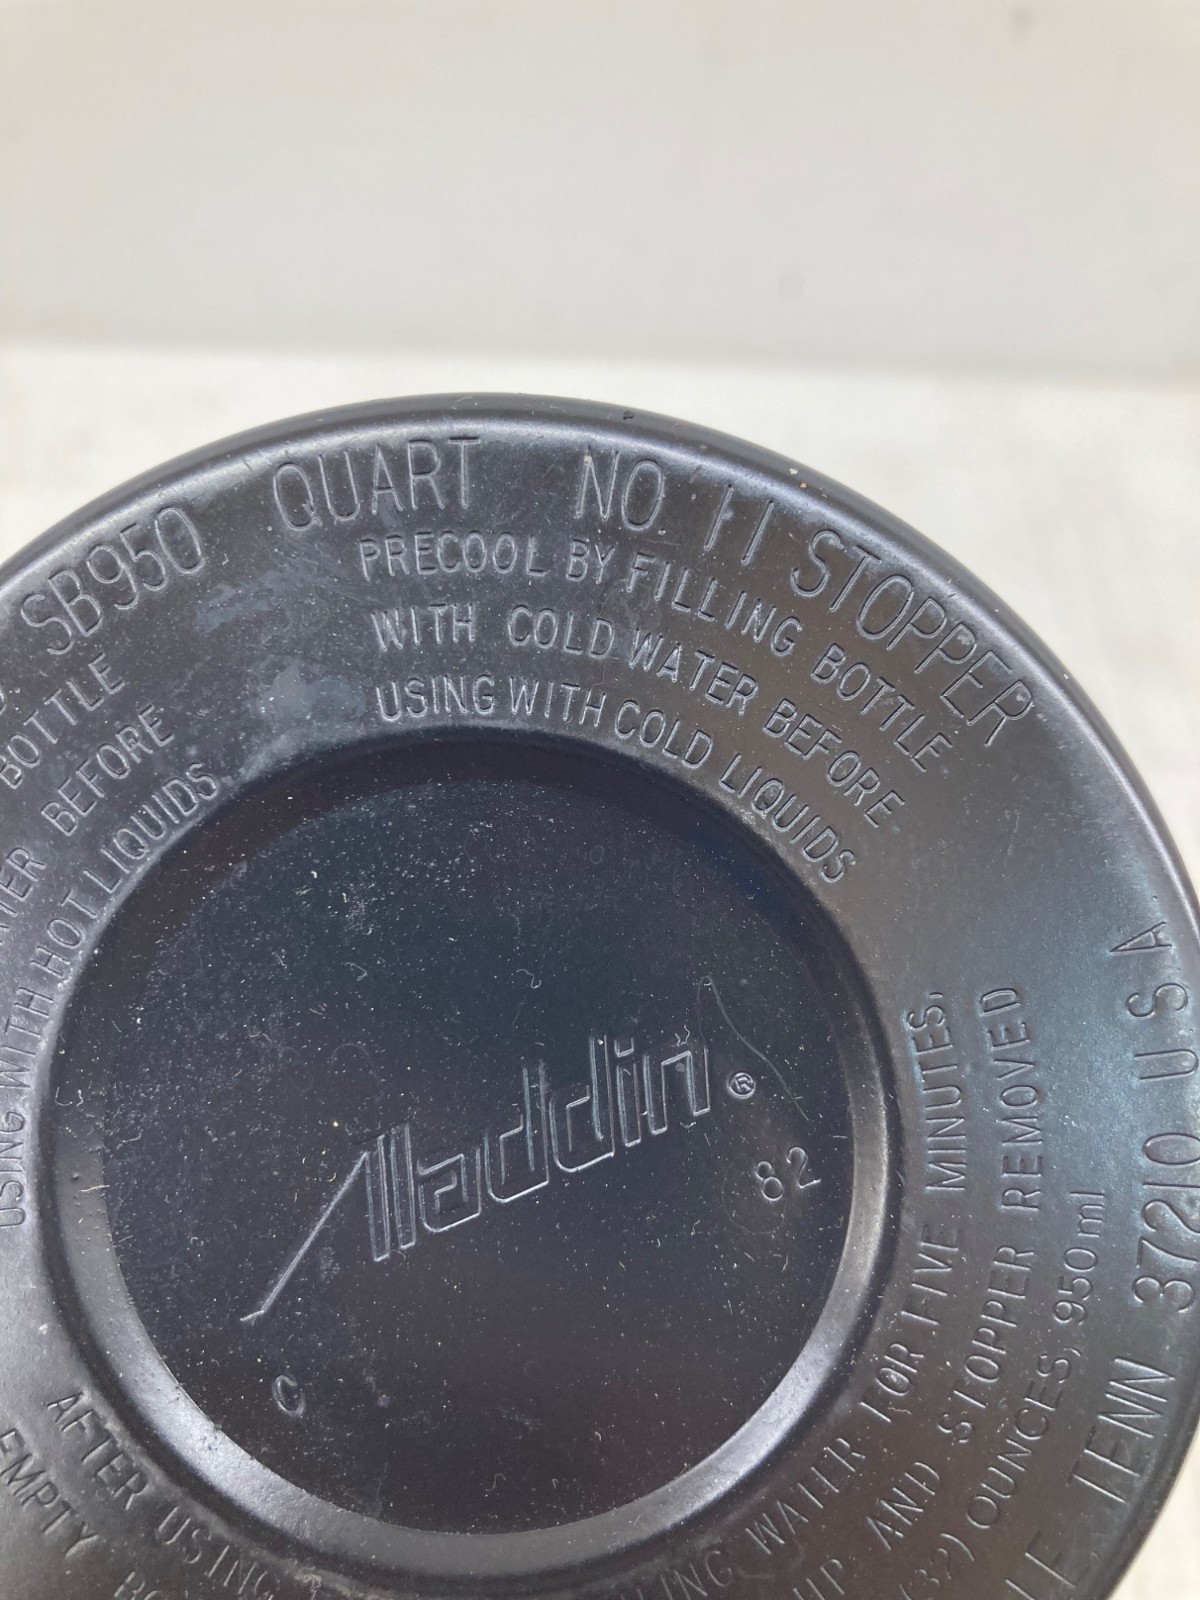 SB950 QUART NO. 11 STOPPER
PRECOOL BY FILLING BOTTLE
WITH COLD WATER BEFORE
USING WITH COLD LIQUIDS
BOTTLE
BEFORE
USING WITH HOT LIQUIDS
Aladdin ®
82
C
FOR FIVE MINUTES,
AND STOPPER REMOVED
(32) OUNCES, 950 ml
TENN 37210 U S A
AFTER USING
EMPTY